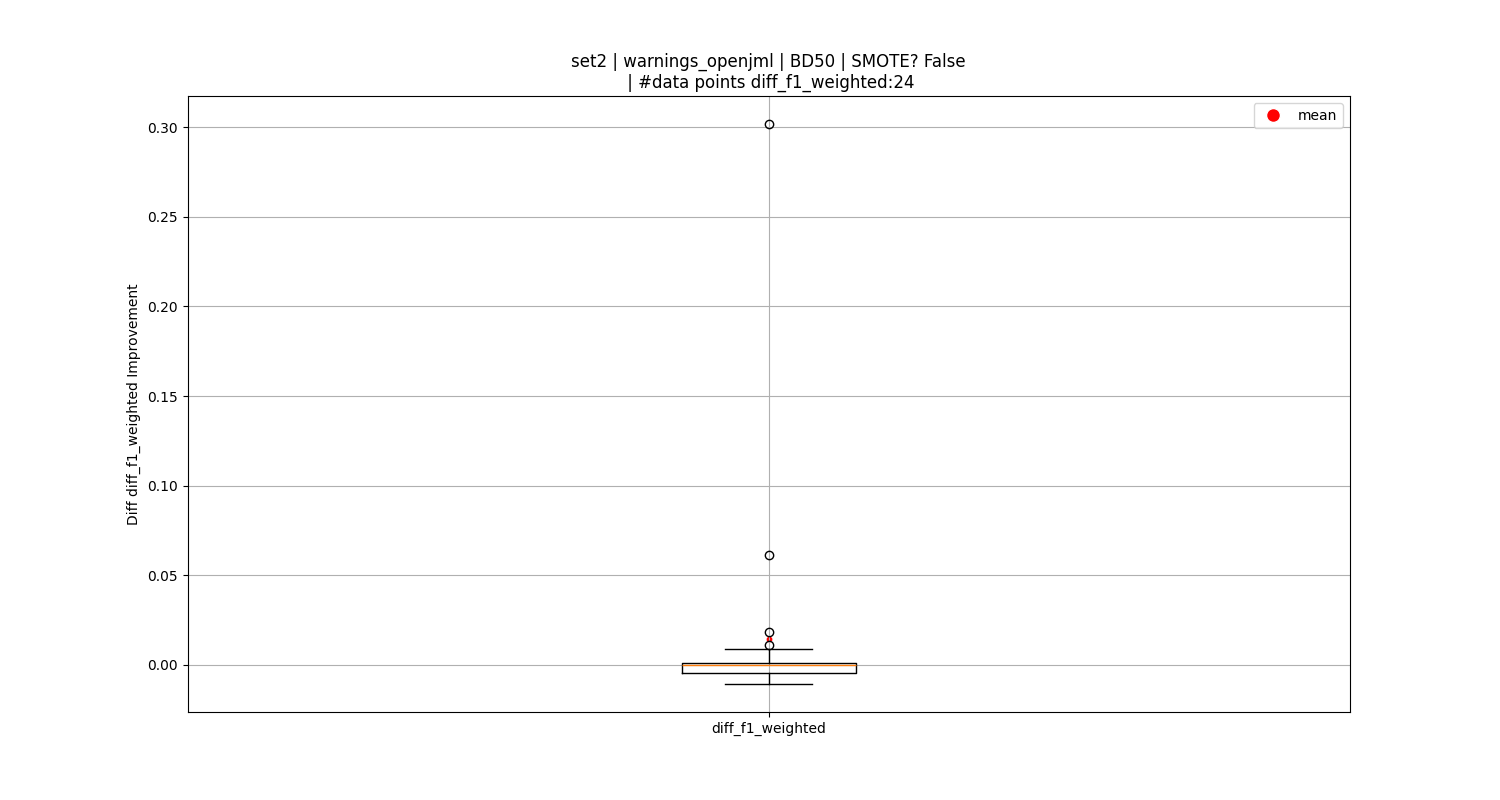 set2 | warnings_openjml | BD50 | SMOTE? False
| #data points diff_f1_weighted:24
mean
0.30
0.25
0.20
0.15
0.10
0.05
0.00
Diff diff_f1_weighted Improvement
diff_f1_weighted